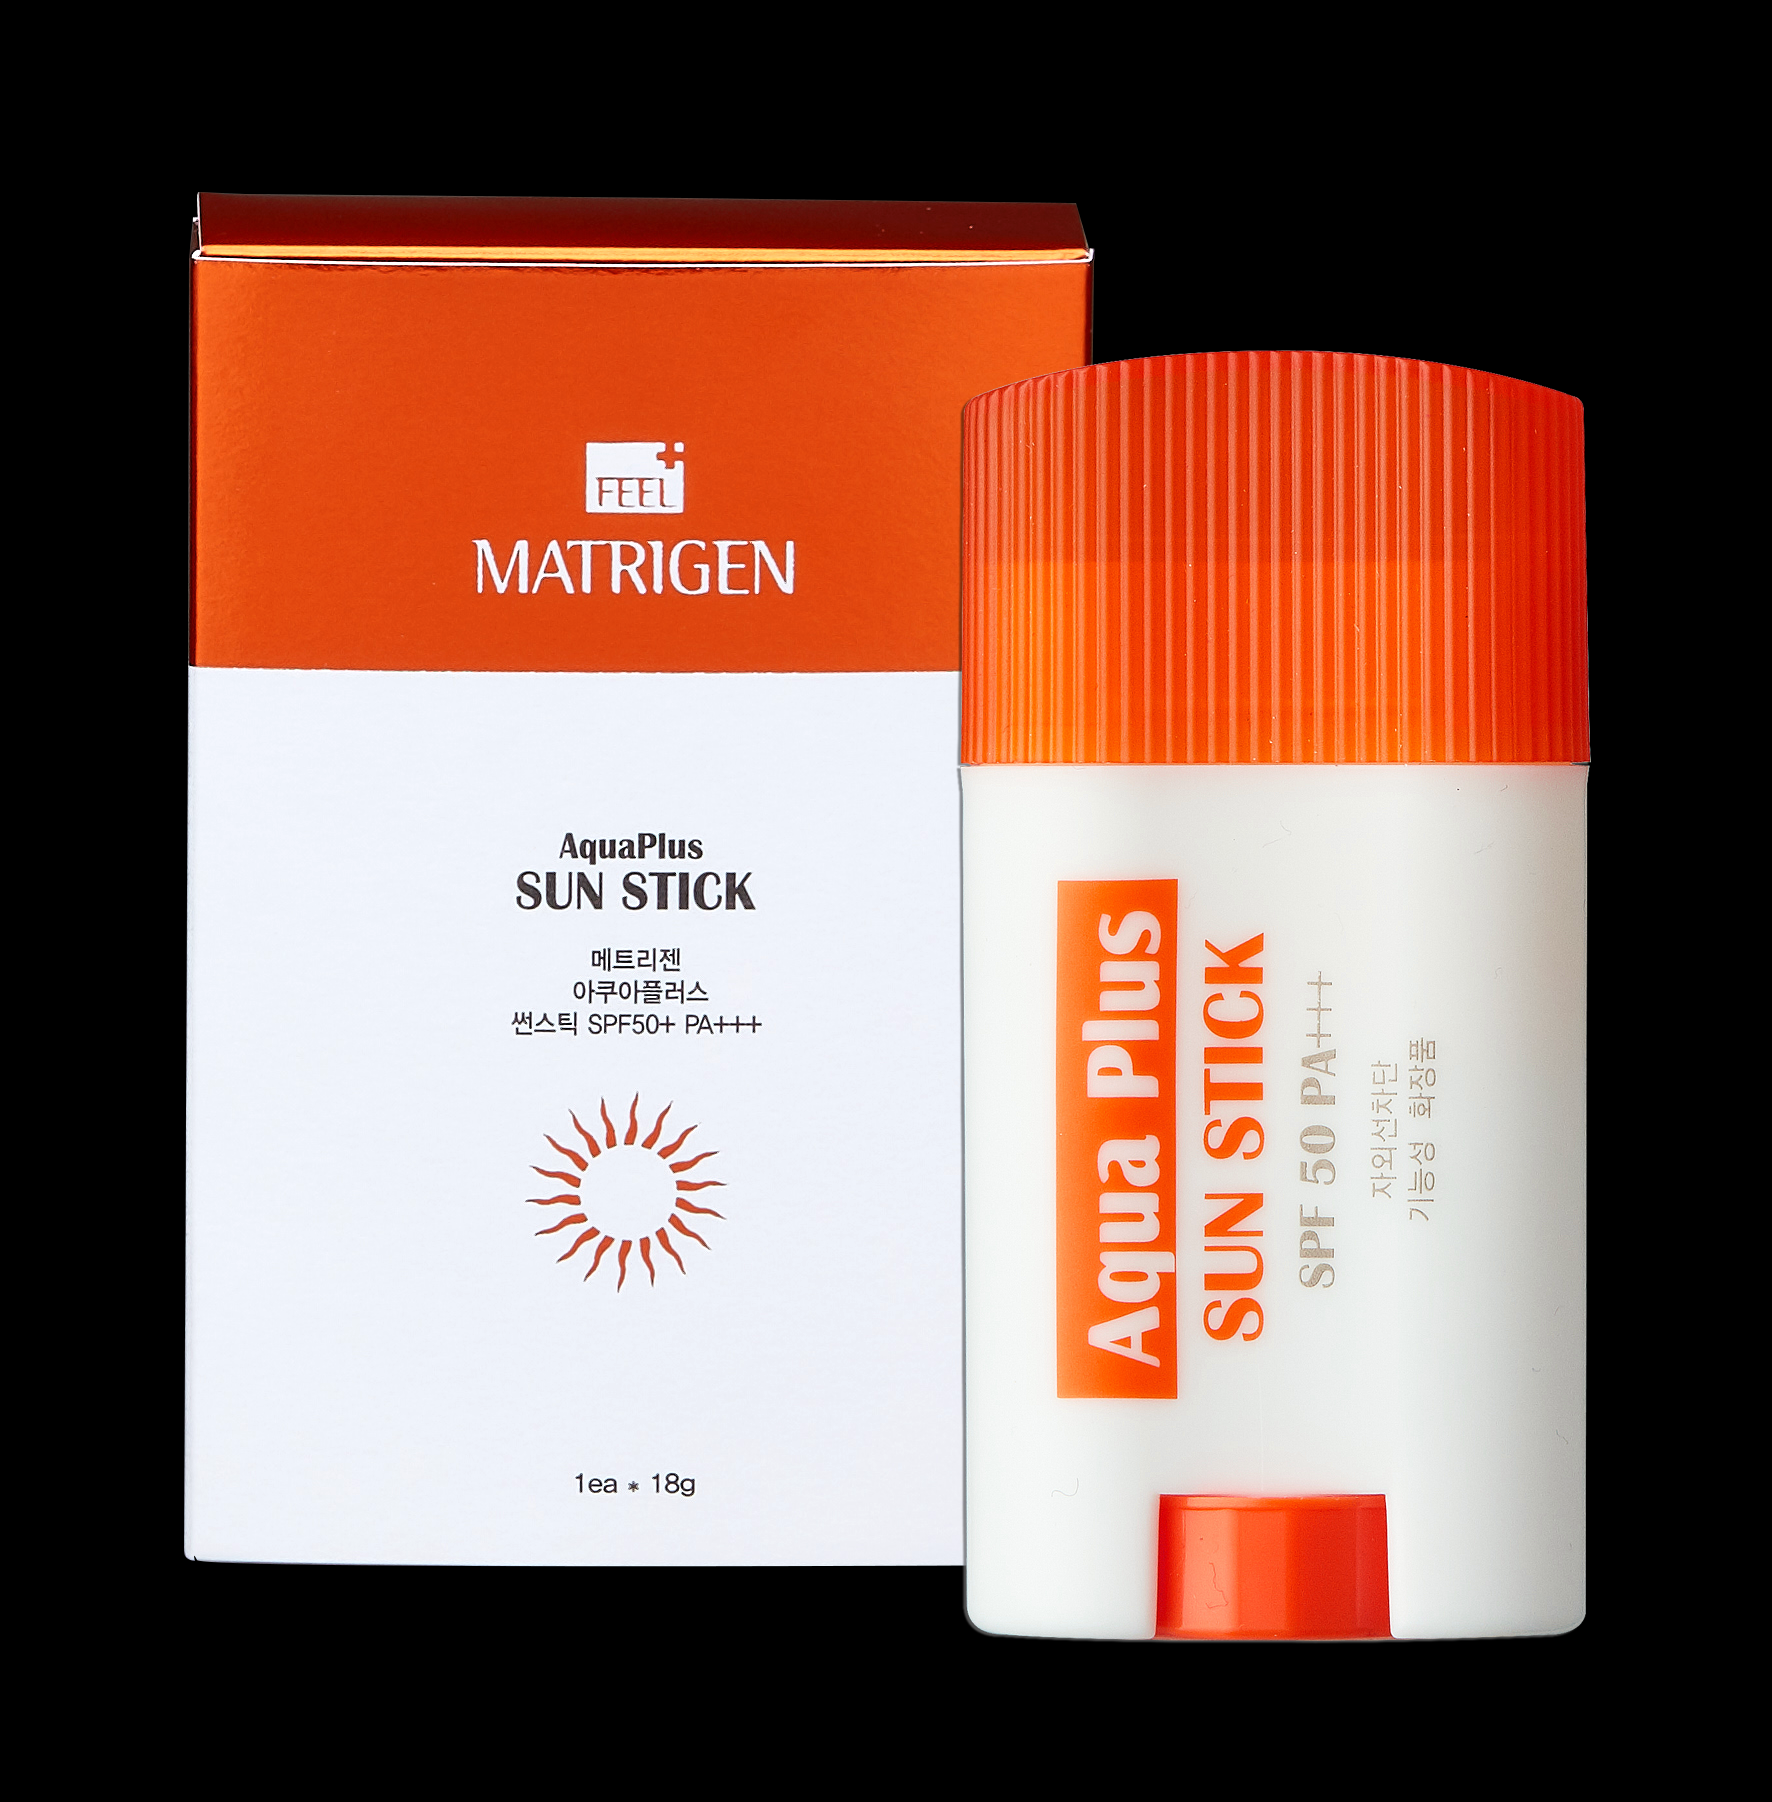 FEEL
MATRIGEN
AquaPlus
SUN STICK
메트리젠
아쿠아플러스
썬스틱 SPF50+ PA+++
1ea * 18g
Aqua Plus
SUN STICK
SPF 50 PA+++
자외선차단
기능성 화장품